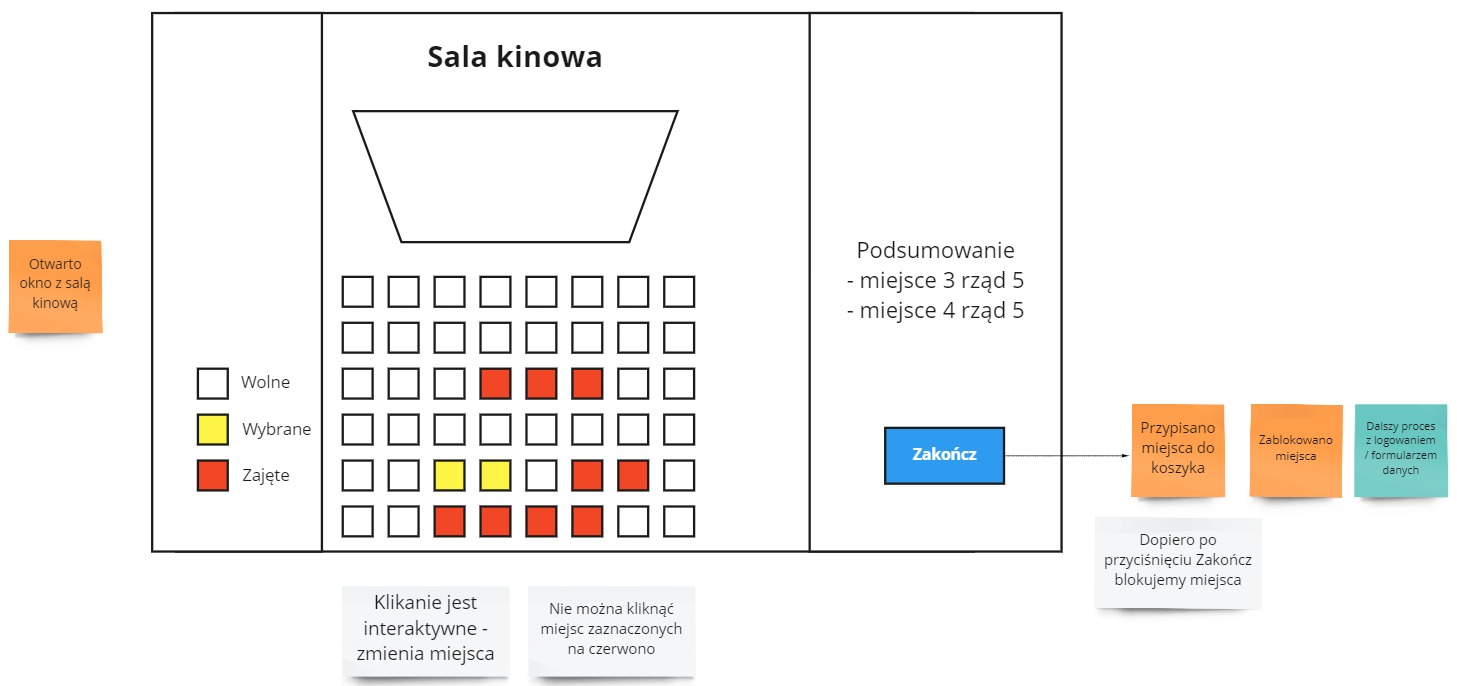 Sala kinowa
Otwarto
okno z salą
kinową
Wolne
Wybrane
Zajęte
Podsumowanie
- miejsce 3 rząd 5
- miejsce 4 rząd 5
Zakończ
Przypisano
miejsca do
koszyka
Zablokowano
miejsca
Dalszy proces
z logowaniem
/ formularzem
danych
Dopiero po
przyciśnięciu Zakończ
blokujemy miejsca
Klikanie jest
interaktywne -
zmienia miejsca
Nie można kliknąć
miejsc zaznaczonych
na czerwono